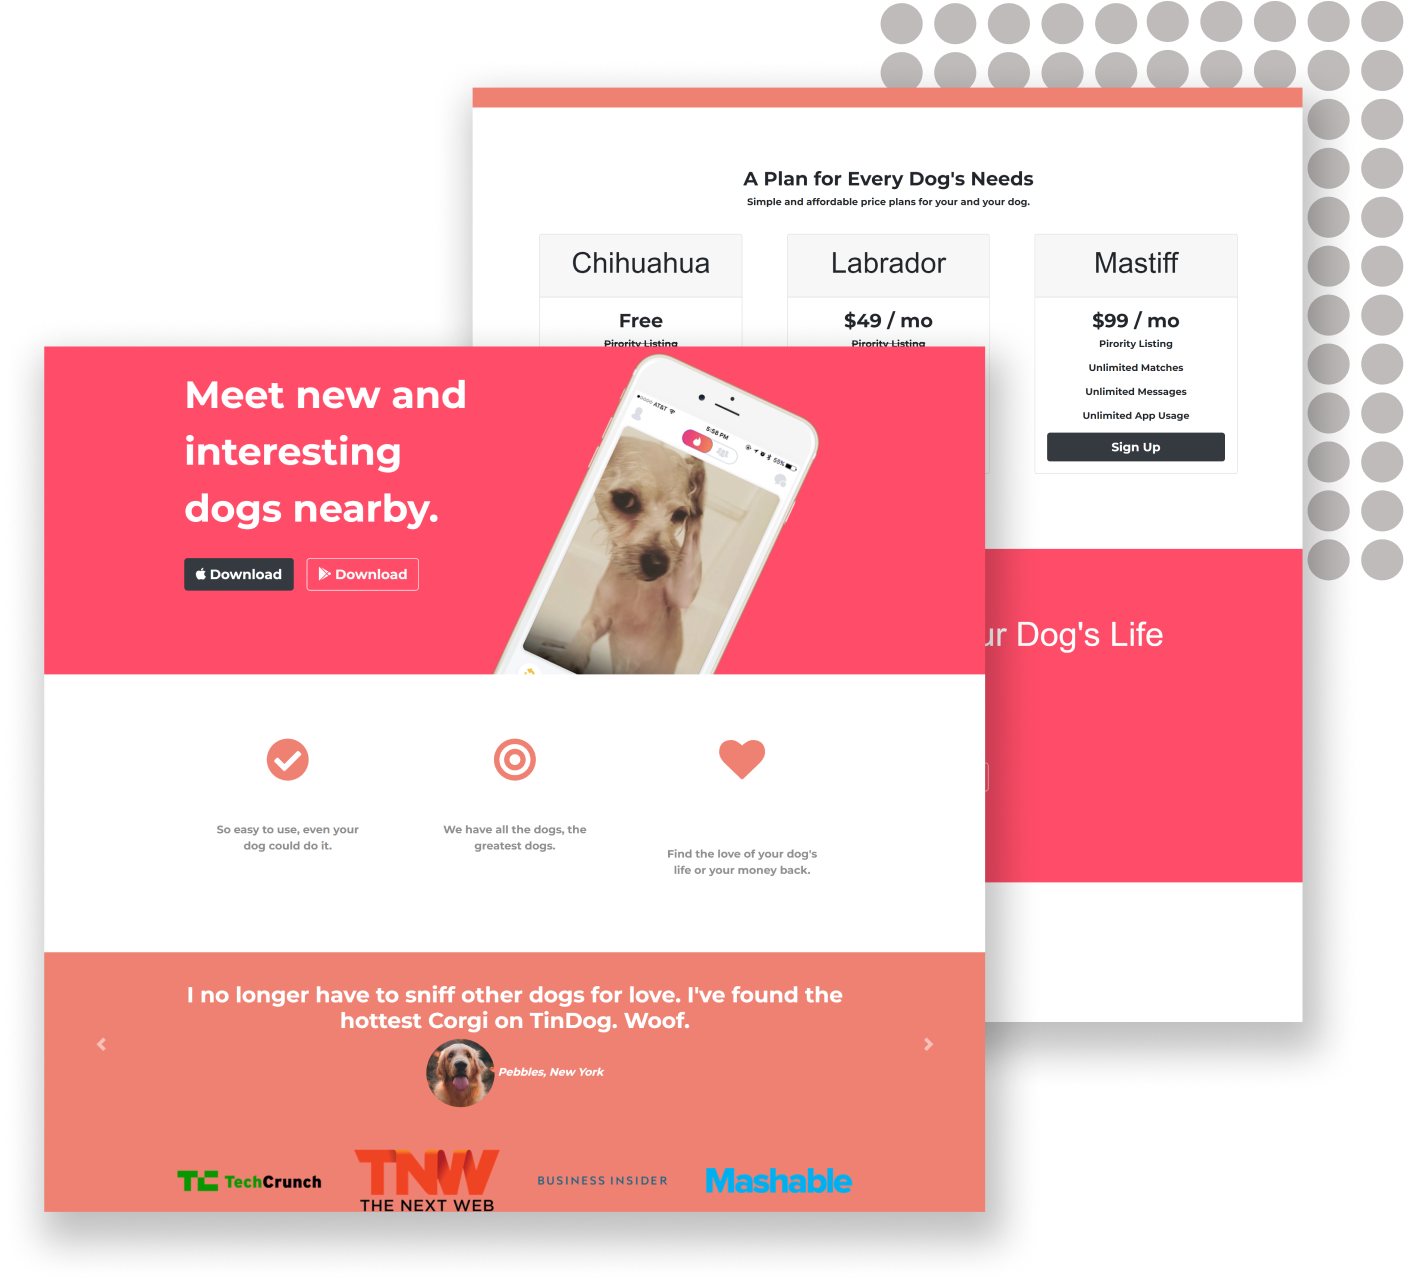 A Plan for Every Dog's Needs
Simple and affordable price plans for your and your dog.
Chihuahua
Free
Pirority Listing
Labrador
$49 / mo
Pirority Listing
Mastiff
$99 / mo
Pirority Listing
Unlimited Matches
Unlimited Messages
Unlimited App Usage
Sign Up
Dog's Life
Meet new and
interesting
dogs nearby.
Download
Download
AT&T
5:58 PM
55%
So easy to use, even your
dog could do it.
We have all the dogs, the
greatest dogs.
Find the love of your dog's
life or your money back.
I no longer have to sniff other dogs for love. I've found the
hottest Corgi on TinDog. Woof.
Pebbles, New York
TC TechCrunch
TNW
THE NEXT WEB
BUSINESS INSIDER
Mashable